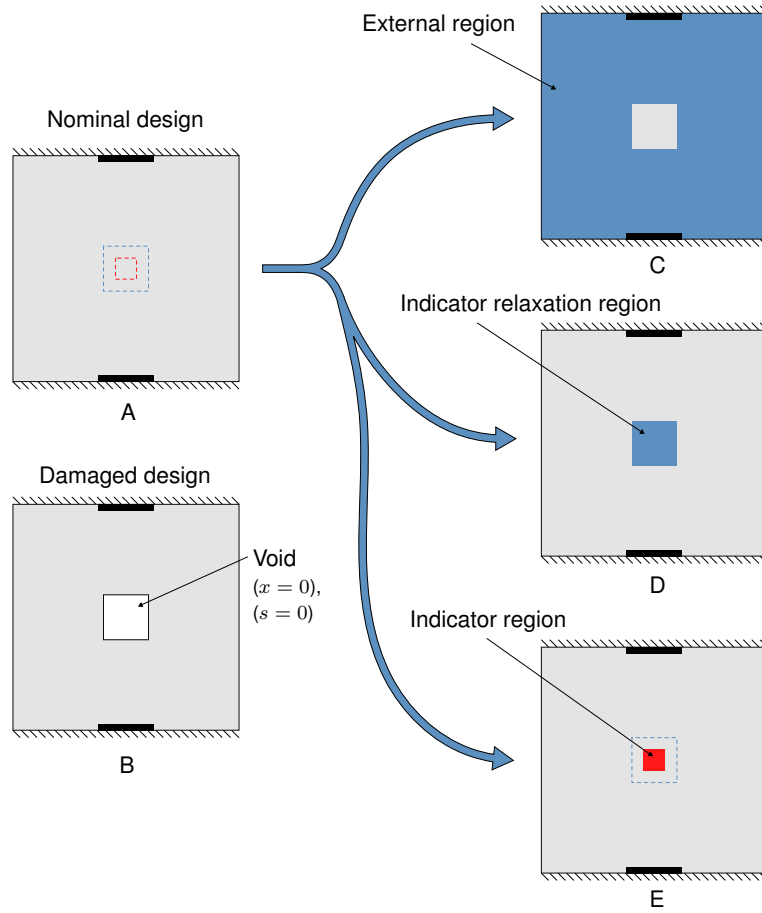 Nominal design
A
Damaged design
Void
(x = 0),
(s = 0)
B
External region
C
Indicator relaxation region
D
Indicator region
E